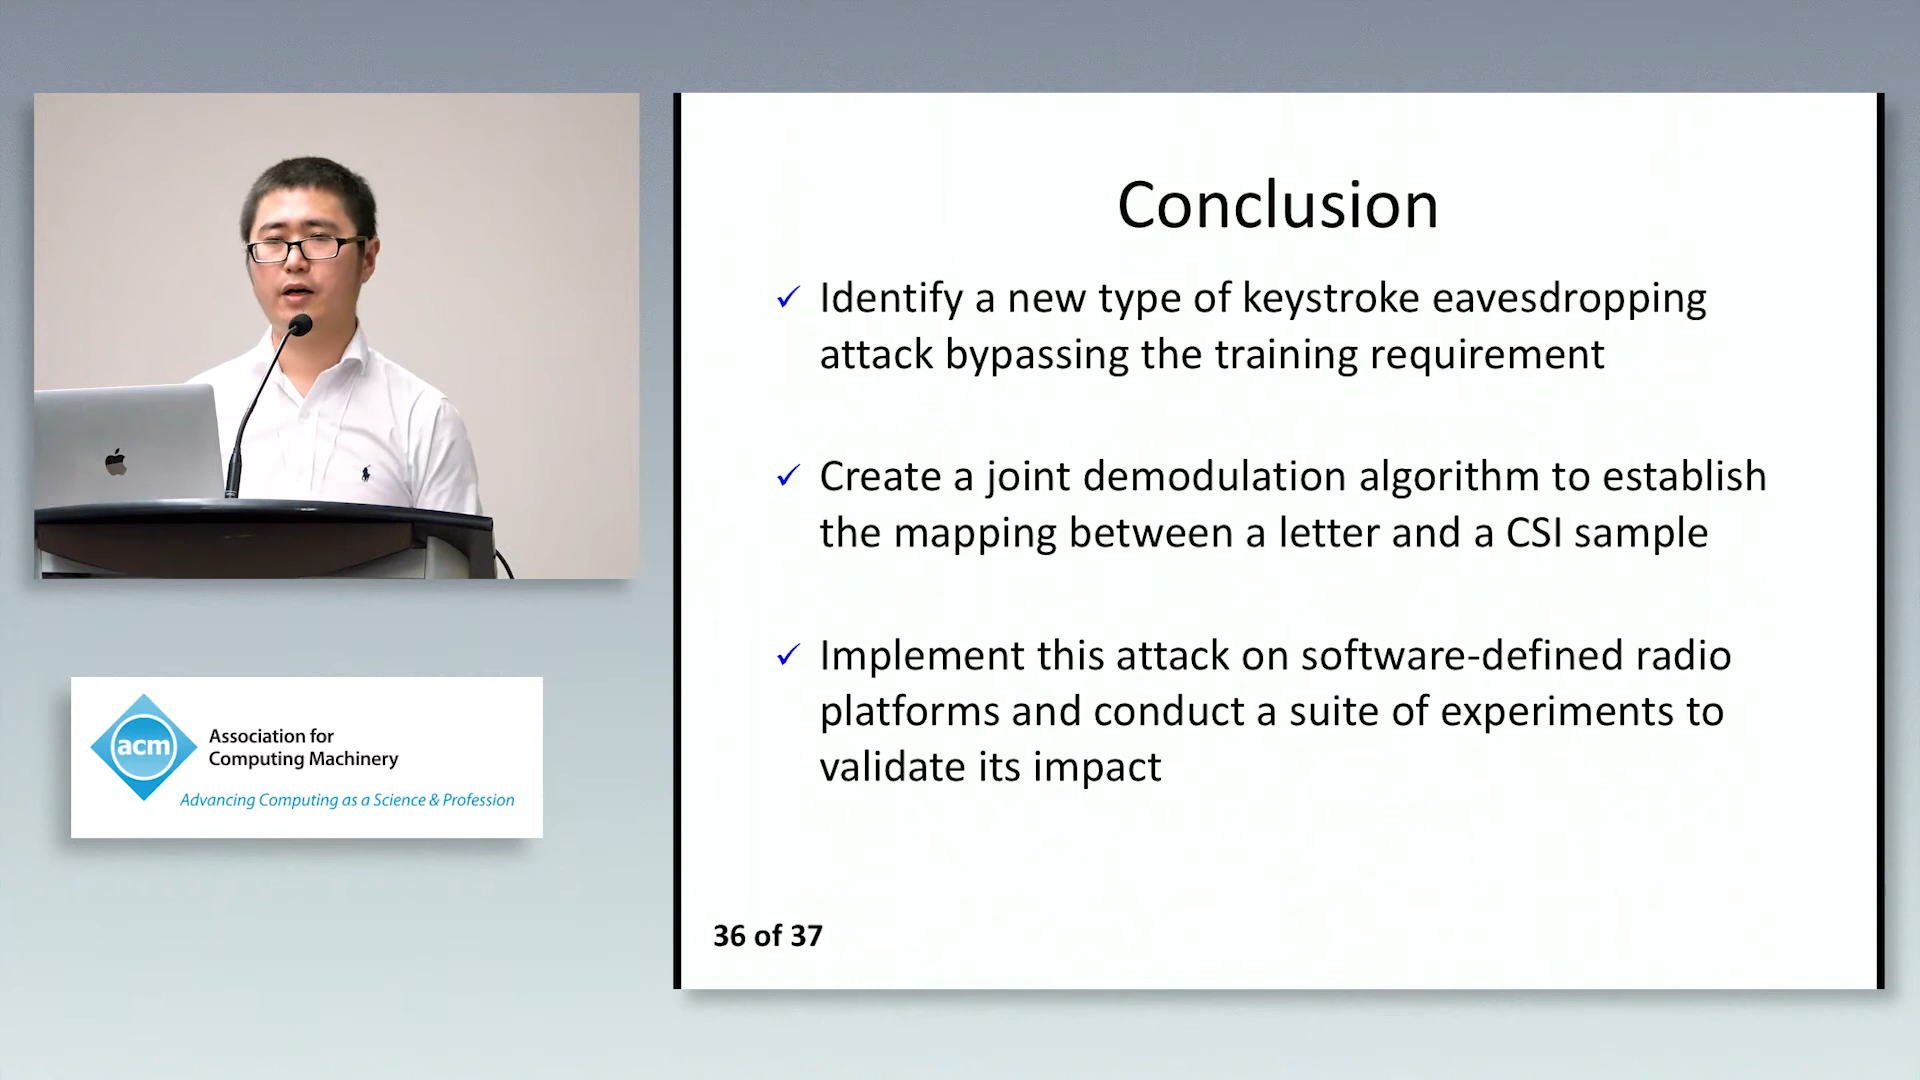 Conclusion
✓ Identify a new type of keystroke eavesdropping
attack bypassing the training requirement
✓ Create a joint demodulation algorithm to establish
the mapping between a letter and a CSI sample
✓ Implement this attack on software-defined radio
platforms and conduct a suite of experiments to
validate its impact
36 of 37
acm
Association for
Computing Machinery
Advancing Computing as a Science & Profession